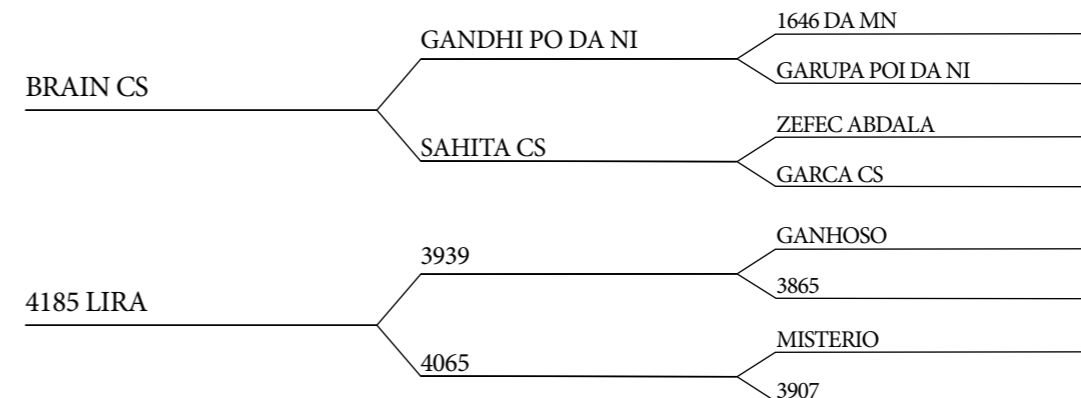 1646 DA MN
GANDHI PO DA NI
GARUPA POI DA NI
BRAIN CS
ZEFEC ABDALA
SAHITA CS
GARCA CS
GANHOSO
3939
3865
4185 LIRA
MISTERIO
4065
3907